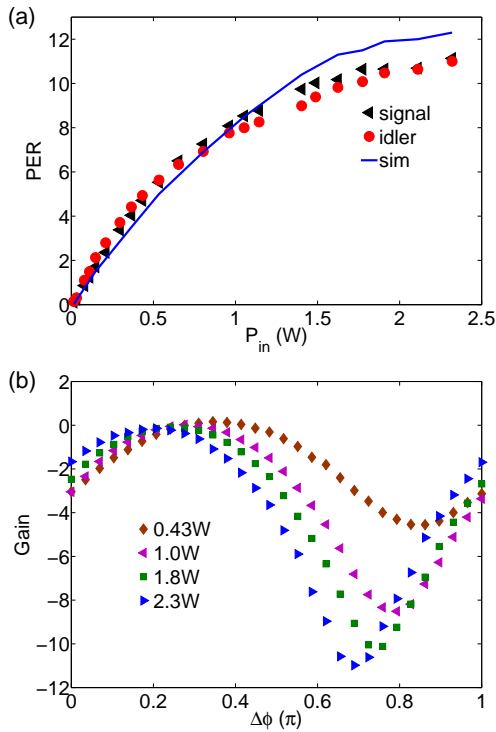 (a)
12
10
8
6
4
2
0
PER
signal
idler
sim
0 0.5 1 1.5 2 2.5
P_in (W)
(b)
2
0
−2
−4
−6
−8
−10
−12
Gain
0.43W
1.0W
1.8W
2.3W
0 0.2 0.4 0.6 0.8 1
Δϕ (π)